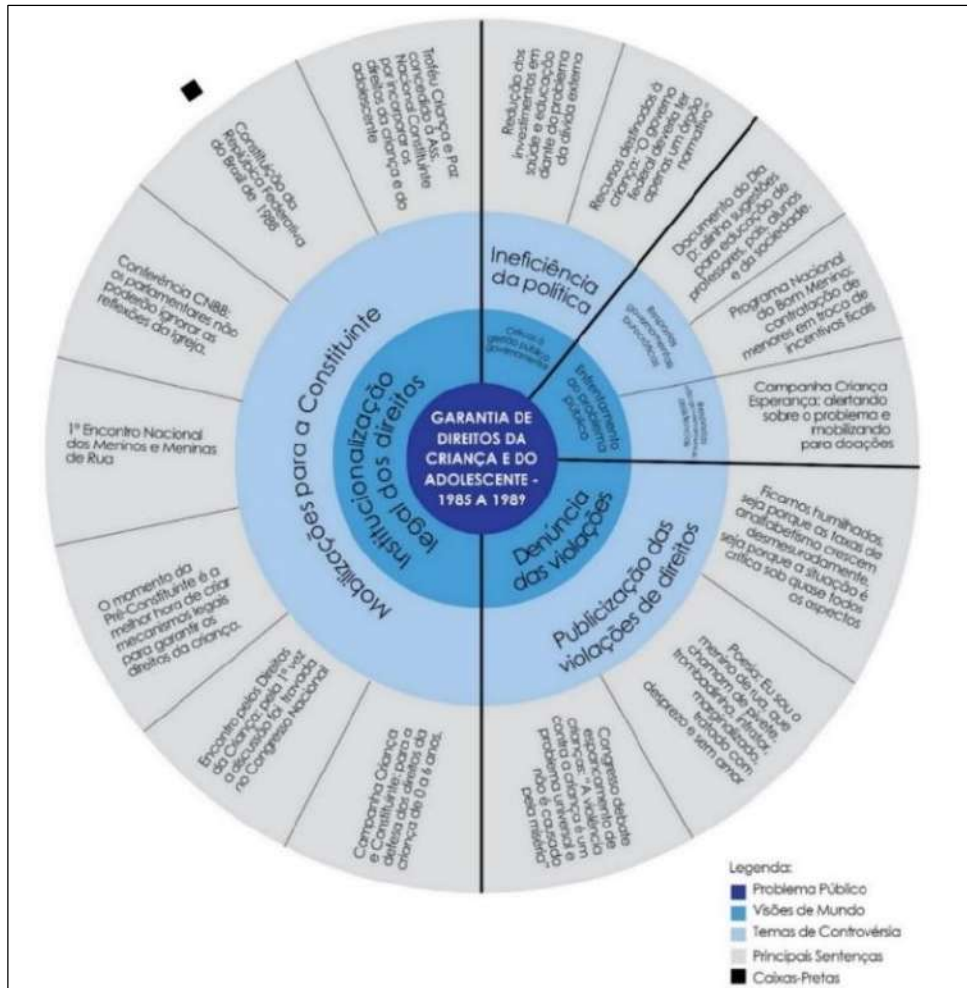 GARANTIA DE
DIREITOS DA
CRIANÇA E DO
ADOLESCENTE -
1985 A 1989
Institucionalização
legal dos direitos
Críticas à
gestão pública
governamental
Enfrentamento
do problema
público
Denúncia
das violações
Mobilizações para a Constituinte
Ineficiência
da política
Respostas
governamentais
burocráticas
Respostas
Publicização das
violações de direitos
Troféu Criança e Paz
concedido à Ass.
Nacional Constituinte
por incorporar os
direitos da criança e do
adolescente
Redução dos
investimentos em
saúde e educação
diante do problema
da dívida externa
Recursos destinados à
criança: "O governo
federal deveria ter
apenas um órgão
normativo"
Documento do Dia
D: alinha sugestões
para educação de
professores, pais, alunos
e da sociedade.
Programa Nacional
do Bom Menino:
contratação de
menores em troca de
incentivos ficais
Campanha Criança
Esperança: alertando
sobre o problema e
mobilizando
para doações
Ficamos humilhados,
seja porque as taxas de
analfabetismo crescem
desmesuradamente,
seja porque a situação é
crítica sob quase todos
os aspectos
Poesia: Eu sou o
menino de rua, que
chamam de pivete,
trombadinha, infrator,
marginalizado,
tratado com
desprezo e sem amor
Congresso debate
espancamento de
crianças: "A violência
contra a criança é um
problema universal e
não é causado
pela miséria"
Campanha Criança
e Constituinte: para a
defesa dos direitos da
criança de 0 a 6 anos.
Encontro pelos Direitos
da Criança: pela 1ª vez
a discussão foi travada
no Congresso Nacional
O momento da
Pré-Constituinte é a
melhor hora de criar
mecanismos legais
para garantir os
direitos da criança.
1º Encontro Nacional
dos Meninos e Meninas
de Rua
Conferência CNBB:
os parlamentares não
poderão ignorar as
reflexões da igreja.
Constituição da
República Federativa
do Brasil de 1988
Legenda:
Problema Público
Visões de Mundo
Temas de Controvérsia
Principais Sentenças
Caixas-Pretas